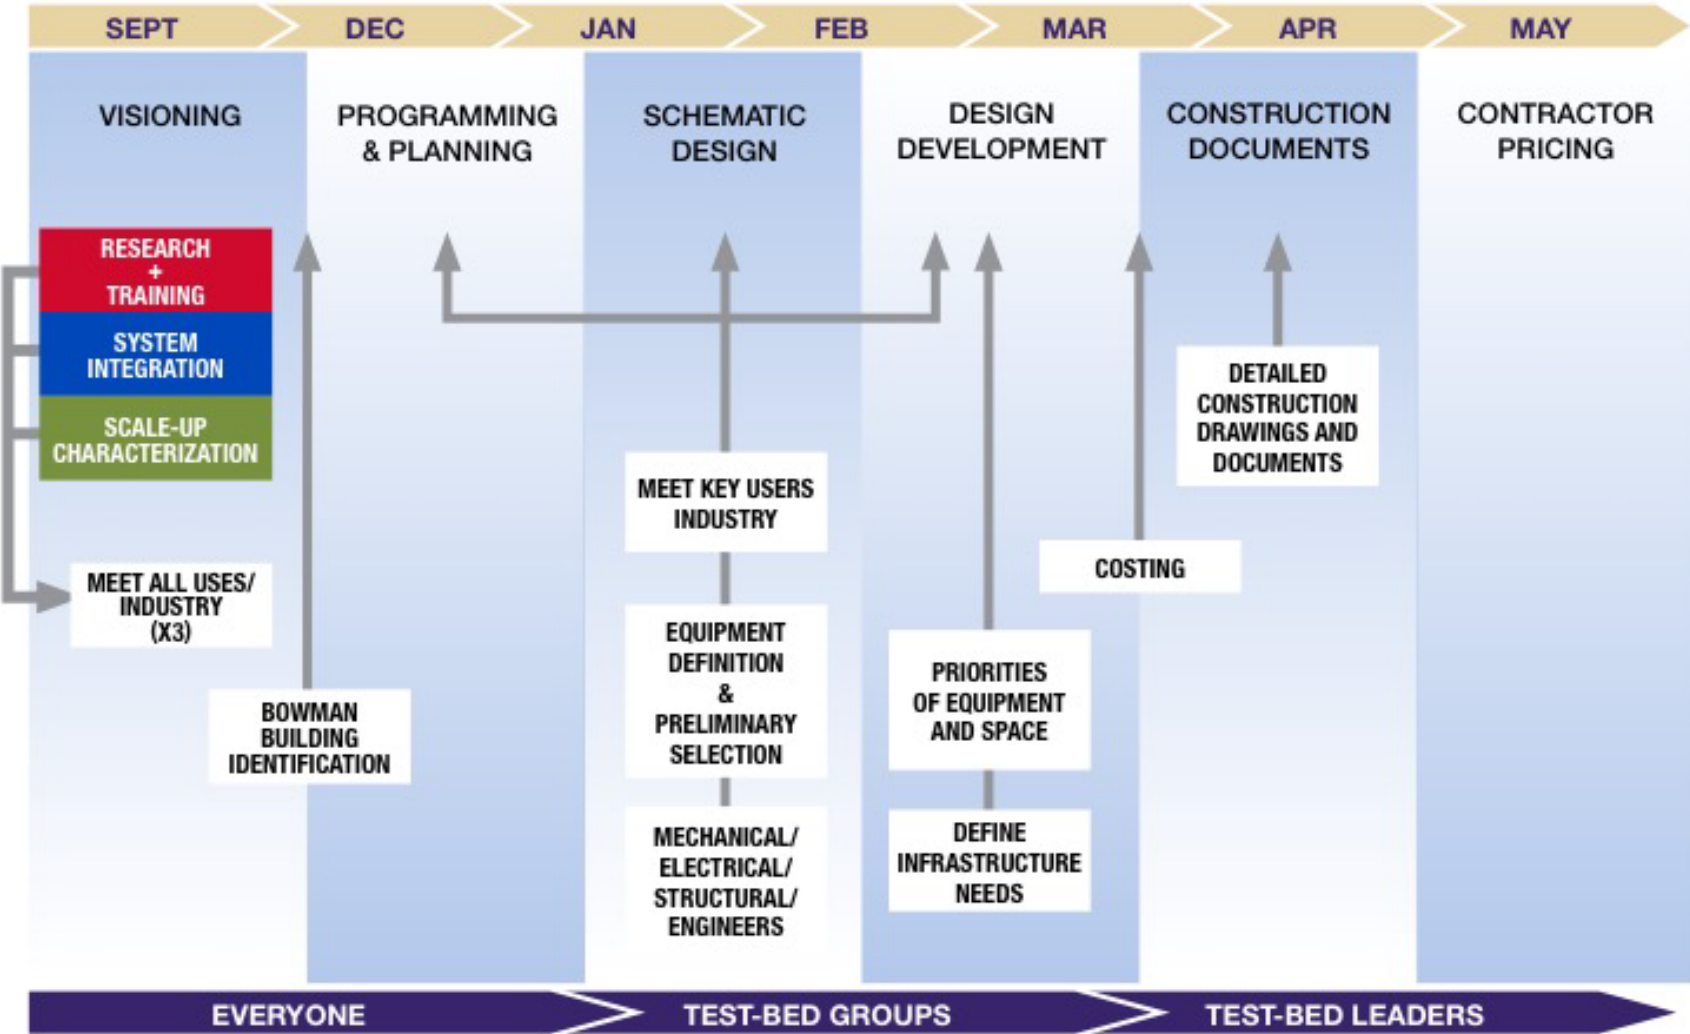 SEPT
DEC
JAN
FEB
MAR
APR
MAY
VISIONING
PROGRAMMING
& PLANNING
SCHEMATIC
DESIGN
DESIGN
DEVELOPMENT
CONSTRUCTION
DOCUMENTS
CONTRACTOR
PRICING
RESEARCH
+
TRAINING
SYSTEM
INTEGRATION
SCALE-UP
CHARACTERIZATION
MEET ALL USES/
INDUSTRY
(X3)
BOWMAN
BUILDING
IDENTIFICATION
MEET KEY USERS
INDUSTRY
EQUIPMENT
DEFINITION
&
PRELIMINARY
SELECTION
MECHANICAL/
ELECTRICAL/
STRUCTURAL/
ENGINEERS
PRIORITIES
OF EQUIPMENT
AND SPACE
DEFINE
INFRASTRUCTURE
NEEDS
COSTING
DETAILED
CONSTRUCTION
DRAWINGS AND
DOCUMENTS
EVERYONE
TEST-BED GROUPS
TEST-BED LEADERS